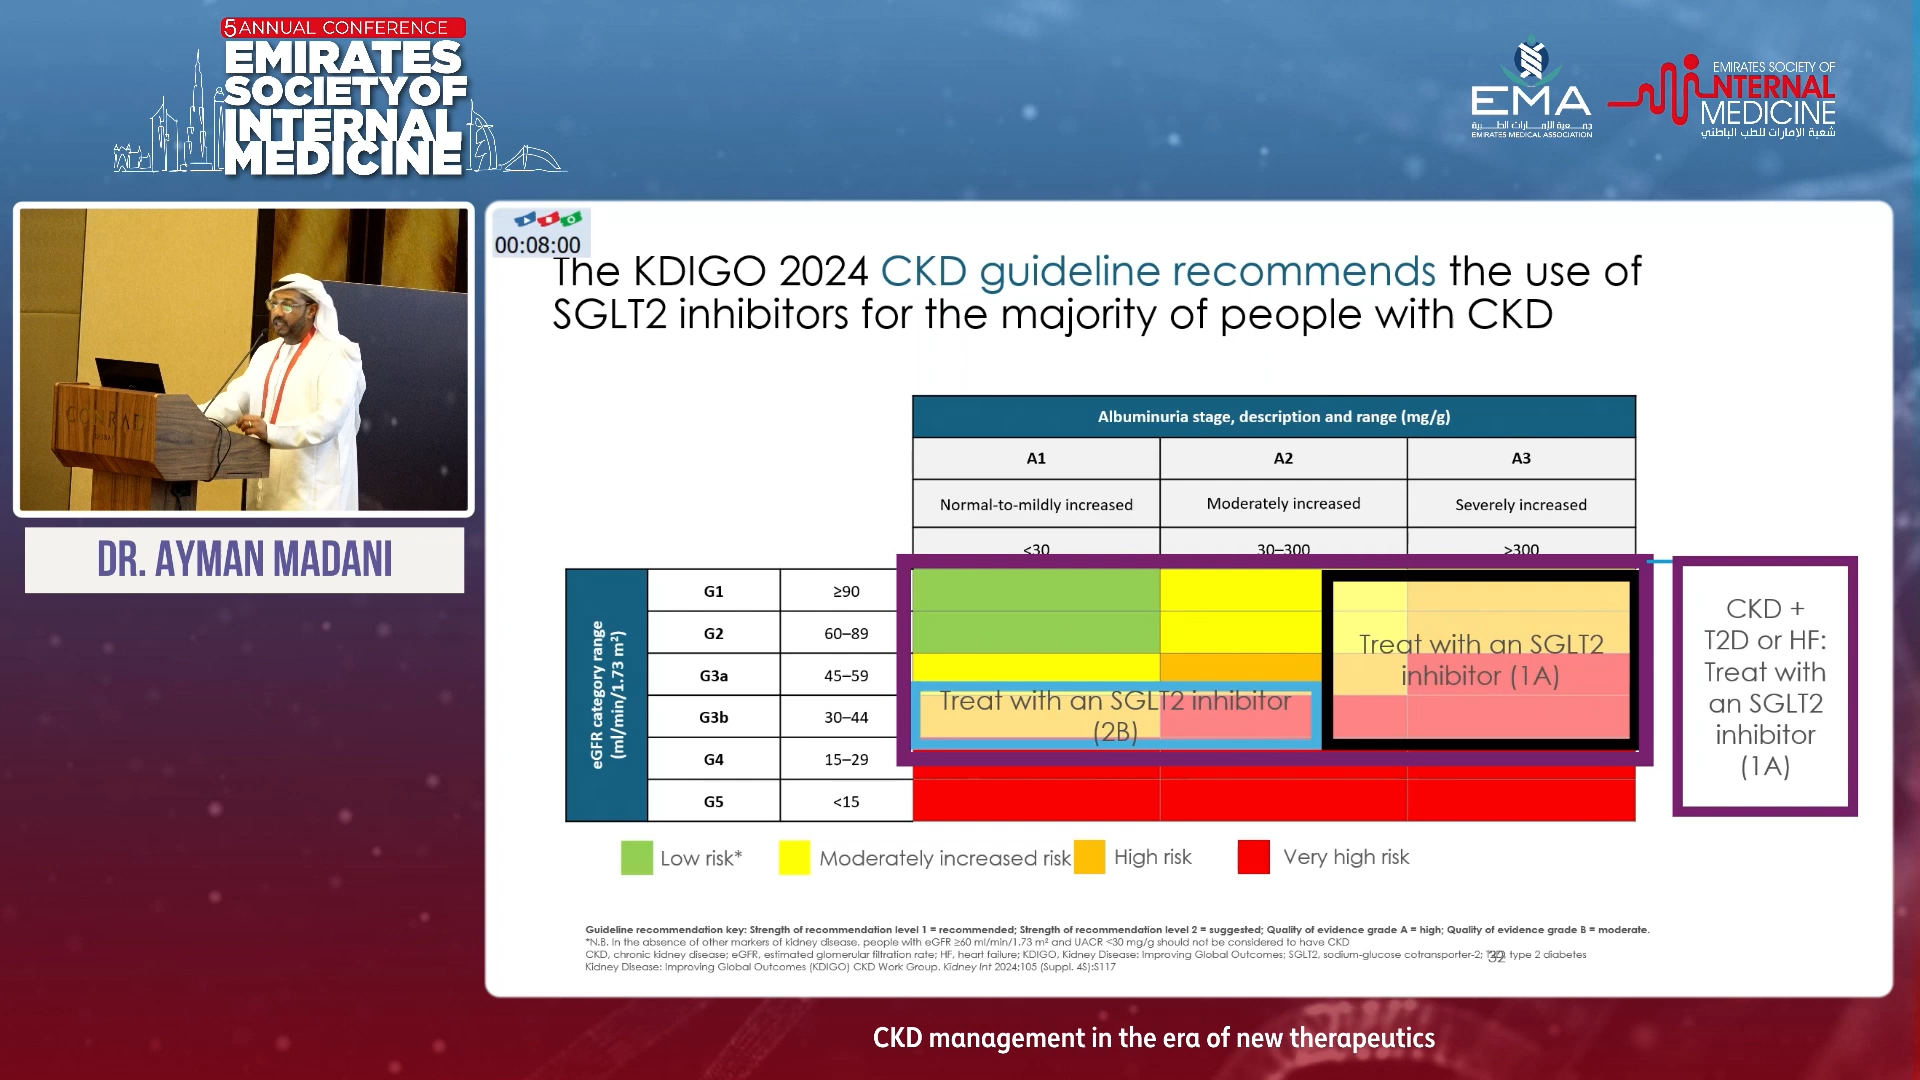 5 ANNUAL CONFERENCE
EMIRATES
SOCIETY OF
INTERNAL
MEDICINE
EMA
جمعية الإمارات الطبية
EMIRATES MEDICAL ASSOCIATION
EMIRATES SOCIETY OF
INTERNAL
MEDICINE
شعبة الإمارات للطب الباطني
CONRAD
DR. AYMAN MADANI
00:08:00
The KDIGO 2024 CKD guideline recommends the use of
SGLT2 inhibitors for the majority of people with CKD
Albuminuria stage, description and range (mg/g)
A1 A2 A3
Normal-to-mildly increased Moderately increased Severely increased
<30 30–300 >300
eGFR category range
(ml/min/1.73 m²)
G1 ≥90
G2 60–89
G3a 45–59
G3b 30–44
G4 15–29
G5 <15
Treat with an SGLT2
inhibitor (1A)
Treat with an SGLT2 inhibitor
(2B)
CKD +
T2D or HF:
Treat with
an SGLT2
inhibitor
(1A)
Low risk* Moderately increased risk High risk Very high risk
Guideline recommendation key: Strength of recommendation level 1 = recommended; Strength of recommendation level 2 = suggested; Quality of evidence grade A = high; Quality of evidence grade B = moderate.
*N.B. In the absence of other markers of kidney disease, people with eGFR ≥60 ml/min/1.73 m² and UACR <30 mg/g should not be considered to have CKD
CKD, chronic kidney disease; eGFR, estimated glomerular filtration rate; HF, heart failure; KDIGO, Kidney Disease: Improving Global Outcomes; SGLT2, sodium-glucose cotransporter-2; type 2 diabetes
32
Kidney Disease: Improving Global Outcomes (KDIGO) CKD Work Group. Kidney Int 2024;105 (Suppl. 4S):S117
CKD management in the era of new therapeutics